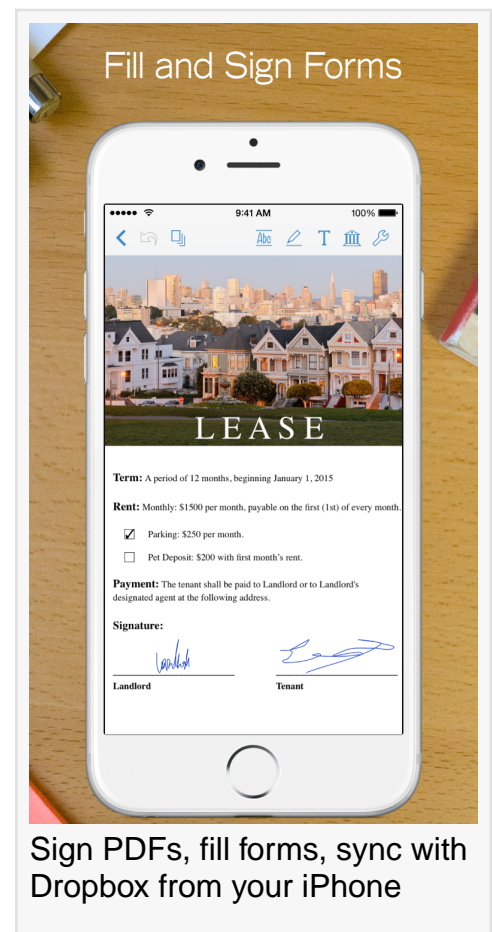 Fill and Sign Forms
9:41 AM 100%
Abc T
LEASE
Term: A period of 12 months, beginning January 1, 2015
Rent: Monthly: $1500 per month, payable on the first (1st) of every month.
Parking: $250 per month.
Pet Deposit: $200 with first month's rent.
Payment: The tenant shall be paid to Landlord or to Landlord's
designated agent at the following address.
Signature:
Landlord
Landlord Tenant
Sign PDFs, fill forms, sync with
Dropbox from your iPhone